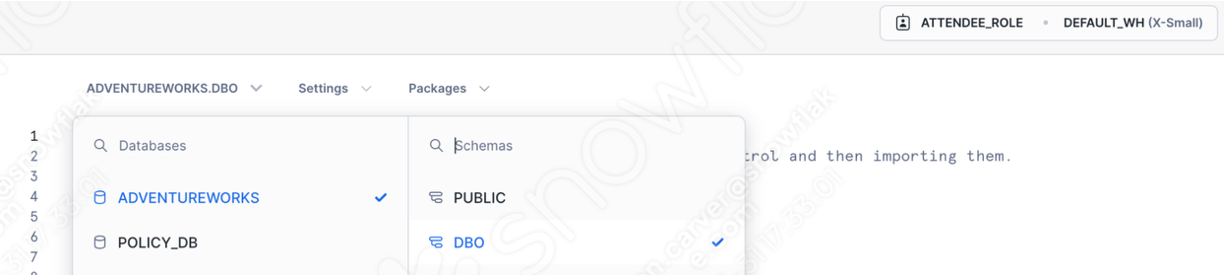 ATTENDEE_ROLE • DEFAULT_WH (X-Small)
ADVENTUREWORKS.DBO Settings Packages
1
Databases Schemas
2 trol and then importing them.
3
4 ADVENTUREWORKS PUBLIC
5
6 POLICY_DB DBO
7